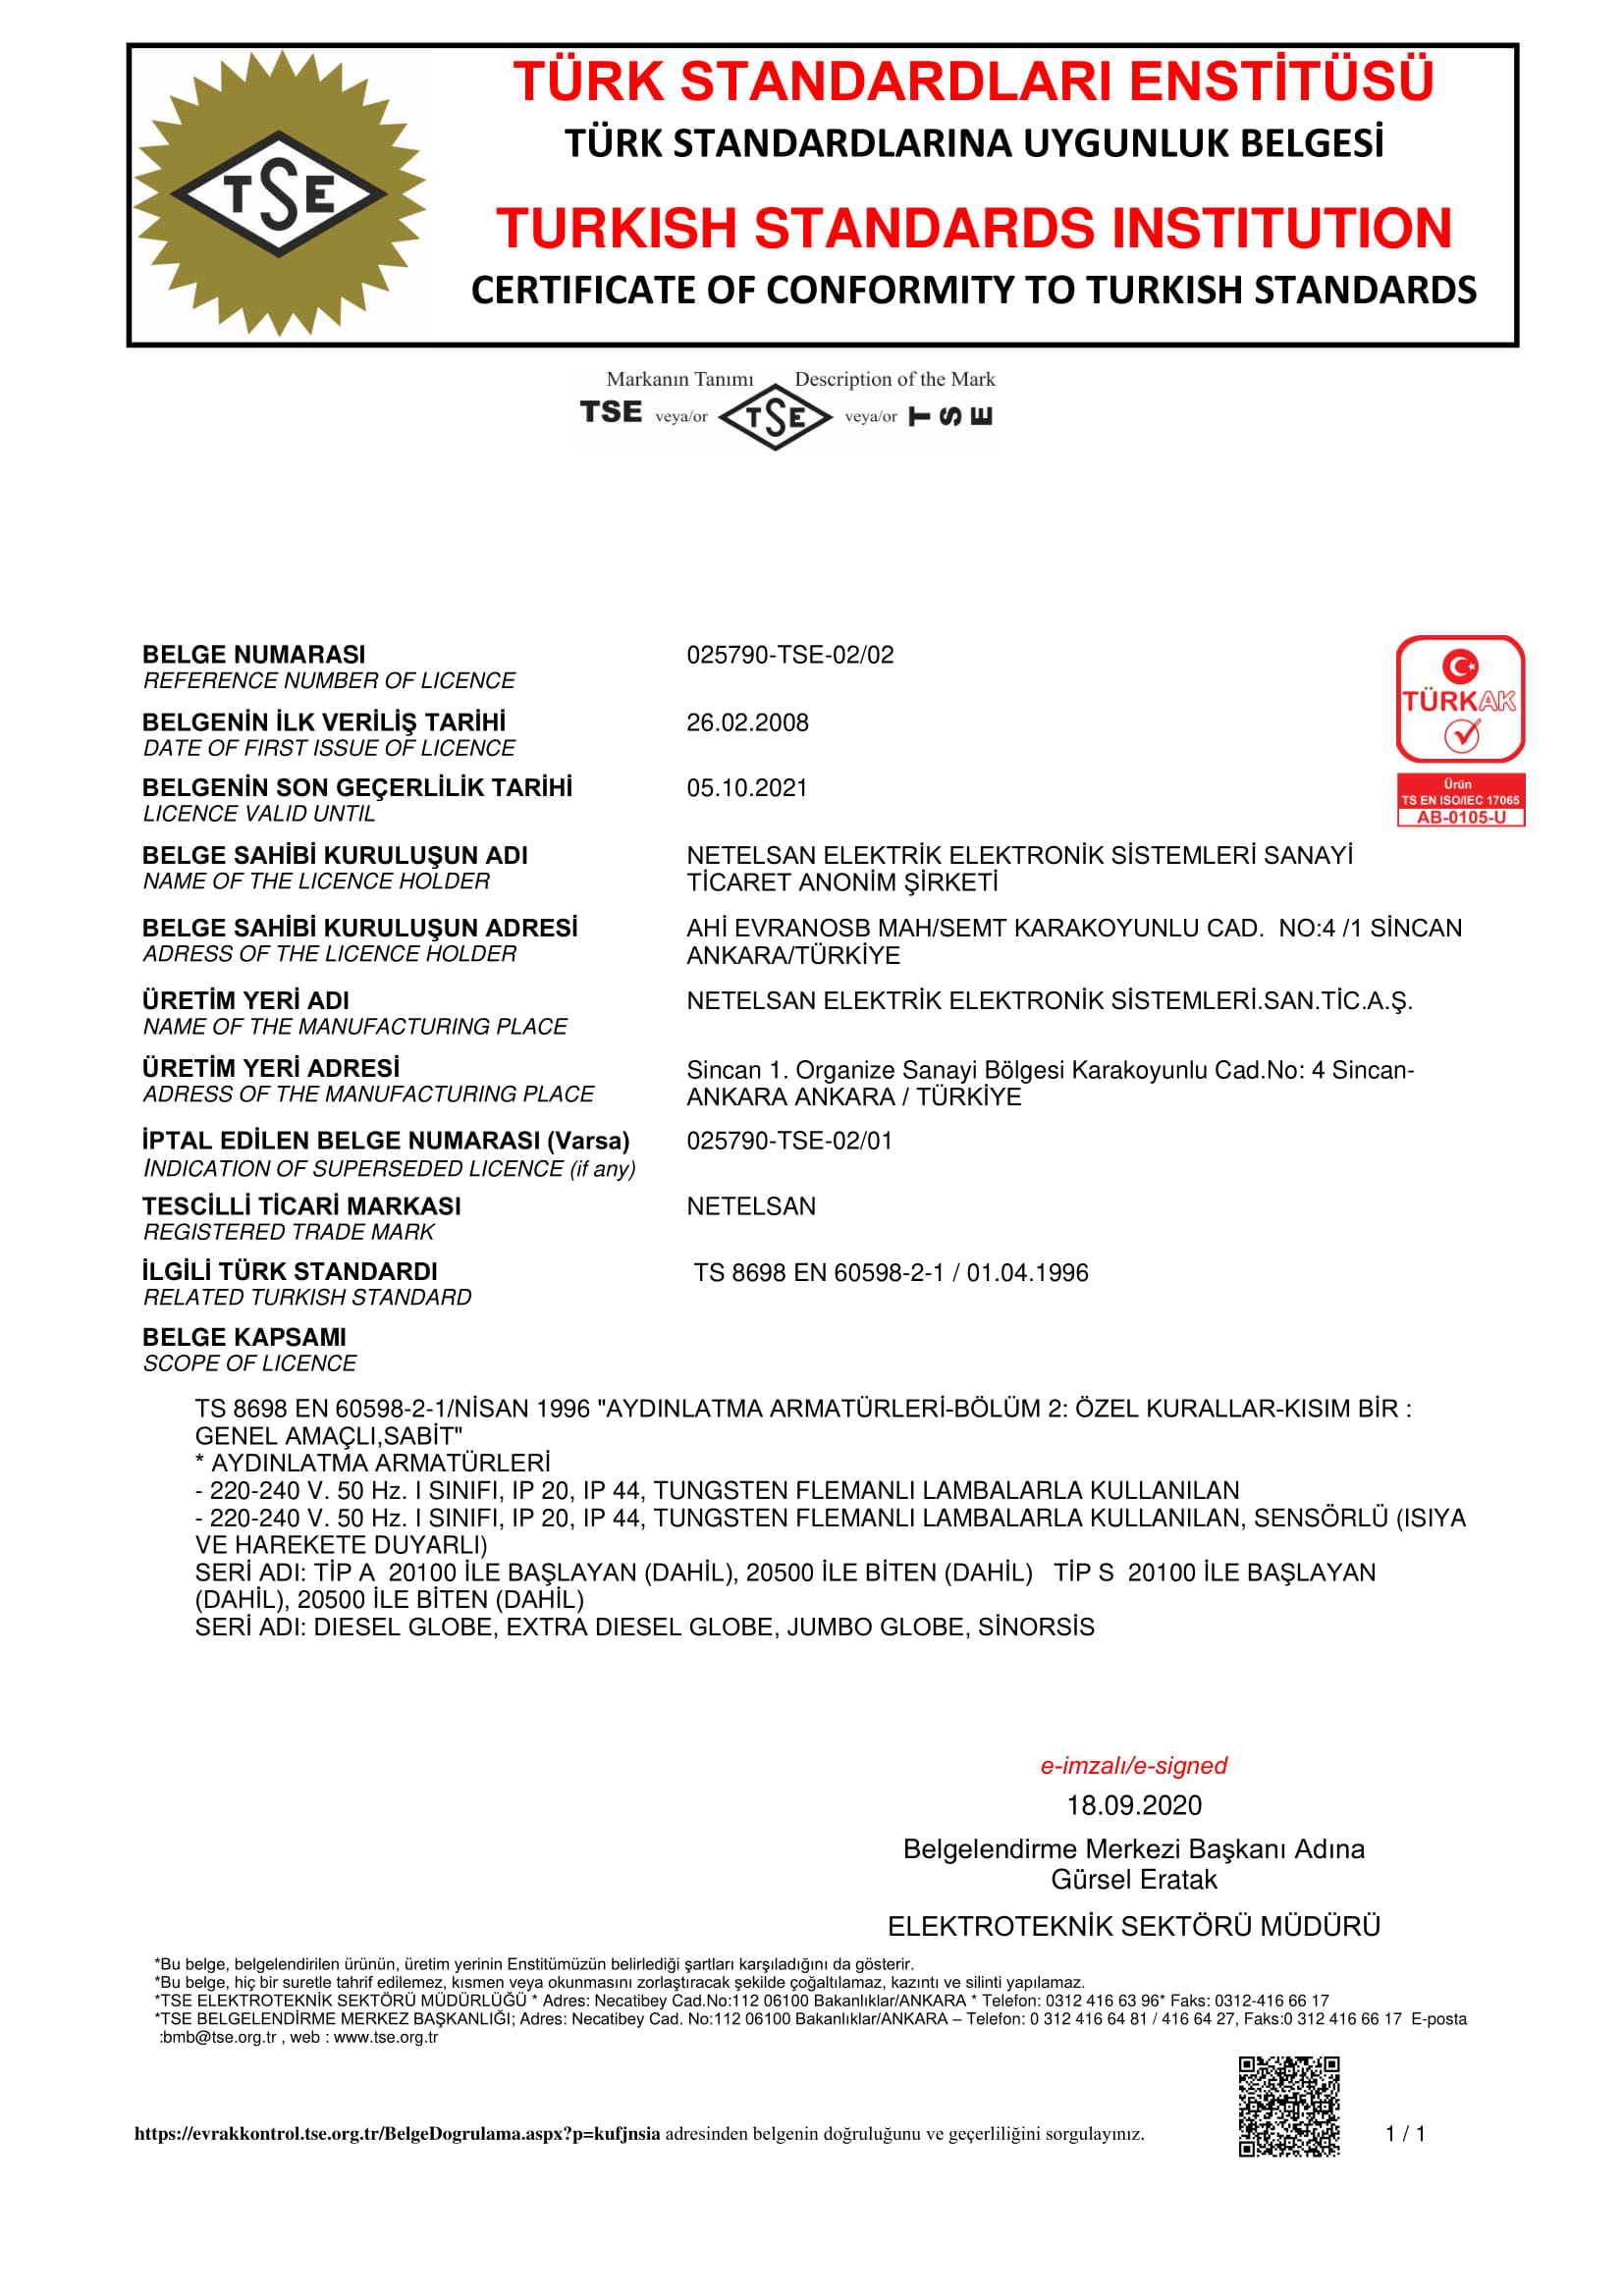 TSE
TÜRK STANDARDLARI ENSTİTÜSÜ
TÜRK STANDARDLARINA UYGUNLUK BELGESİ
TURKISH STANDARDS INSTITUTION
CERTIFICATE OF CONFORMITY TO TURKISH STANDARDS
Markanın Tanımı Description of the Mark
TSE veya/or TSE veya/or TSE
BELGE NUMARASI 025790-TSE-02/02
REFERENCE NUMBER OF LICENCE
BELGENİN İLK VERİLİŞ TARİHİ 26.02.2008
DATE OF FIRST ISSUE OF LICENCE
BELGENİN SON GEÇERLİLİK TARİHİ 05.10.2021
LICENCE VALID UNTIL
TÜRKAK
Ürün
TS EN ISO/IEC 17065
AB-0105-U
BELGE SAHİBİ KURULUŞUN ADI NETELSAN ELEKTRİK ELEKTRONİK SİSTEMLERİ SANAYİ
NAME OF THE LICENCE HOLDER TİCARET ANONİM ŞİRKETİ
BELGE SAHİBİ KURULUŞUN ADRESİ AHİ EVRANOSB MAH/SEMT KARAKOYUNLU CAD. NO:4 /1 SİNCAN
ADRESS OF THE LICENCE HOLDER ANKARA/TÜRKİYE
ÜRETİM YERİ ADI NETELSAN ELEKTRİK ELEKTRONİK SİSTEMLERİ.SAN.TİC.A.Ş.
NAME OF THE MANUFACTURING PLACE
ÜRETİM YERİ ADRESİ Sincan 1. Organize Sanayi Bölgesi Karakoyunlu Cad.No: 4 Sincan-
ADRESS OF THE MANUFACTURING PLACE ANKARA ANKARA / TÜRKİYE
İPTAL EDİLEN BELGE NUMARASI (Varsa) 025790-TSE-02/01
INDICATION OF SUPERSEDED LICENCE (if any)
TESCİLLİ TİCARİ MARKASI NETELSAN
REGISTERED TRADE MARK
İLGİLİ TÜRK STANDARDI TS 8698 EN 60598-2-1 / 01.04.1996
RELATED TURKISH STANDARD
BELGE KAPSAMI
SCOPE OF LICENCE
TS 8698 EN 60598-2-1/NİSAN 1996 "AYDINLATMA ARMATÜRLERİ-BÖLÜM 2: ÖZEL KURALLAR-KISIM BİR :
GENEL AMAÇLI,SABİT"
* AYDINLATMA ARMATÜRLERİ
- 220-240 V. 50 Hz. I SINIFI, IP 20, IP 44, TUNGSTEN FLEMANLI LAMBALARLA KULLANILAN
- 220-240 V. 50 Hz. I SINIFI, IP 20, IP 44, TUNGSTEN FLEMANLI LAMBALARLA KULLANILAN, SENSÖRLÜ (ISIYA
VE HAREKETE DUYARLI)
SERİ ADI: TİP A 20100 İLE BAŞLAYAN (DAHİL), 20500 İLE BİTEN (DAHİL) TİP S 20100 İLE BAŞLAYAN
(DAHİL), 20500 İLE BİTEN (DAHİL)
SERİ ADI: DIESEL GLOBE, EXTRA DIESEL GLOBE, JUMBO GLOBE, SİNORSİS
e-imzalı/e-signed
18.09.2020
Belgelendirme Merkezi Başkanı Adına
Gürsel Eratak
ELEKTROTEKNİK SEKTÖRÜ MÜDÜRÜ
*Bu belge, belgelendirilen ürünün, üretim yerinin Enstitümüzün belirlediği şartları karşıladığını da gösterir.
*Bu belge, hiç bir suretle tahrif edilemez, kısmen veya okunmasını zorlaştıracak şekilde çoğaltılamaz, kazıntı ve silinti yapılamaz.
*TSE ELEKTROTEKNİK SEKTÖRÜ MÜDÜRLÜĞÜ * Adres: Necatibey Cad.No:112 06100 Bakanlıklar/ANKARA * Telefon: 0312 416 63 96* Faks: 0312-416 66 17
*TSE BELGELENDİRME MERKEZ BAŞKANLIĞI; Adres: Necatibey Cad. No:112 06100 Bakanlıklar/ANKARA – Telefon: 0 312 416 64 81 / 416 64 27, Faks:0 312 416 66 17 E-posta
:bmb@tse.org.tr , web : www.tse.org.tr
https://evrakkontrol.tse.org.tr/BelgeDogrulama.aspx?p=kufjnsia adresinden belgenin doğruluğunu ve geçerliliğini sorgulayınız. 1 / 1